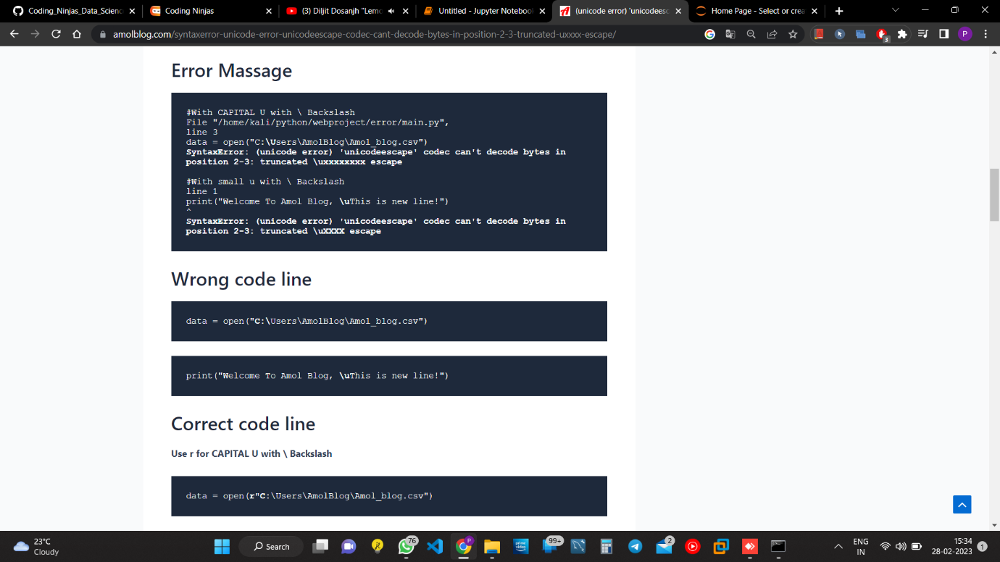 Coding_Ninjas_Data_Scienc
Coding Ninjas
(3) Diljit Dosanjh "Lemo
Untitled - Jupyter Notebook
(unicode error) 'unicodeesc
Home Page - Select or crea
amolblog.com/syntaxerror-unicode-error-unicodeescape-codec-cant-decode-bytes-in-position-2-3-truncated-uxxxx-escape/
3
P
Error Massage
#With CAPITAL U with \ Backslash
File "/home/kali/python/webproject/error/main.py",
line 3
data = open("C:\Users\AmolBlog\Amol_blog.csv")
SyntaxError: (unicode error) 'unicodeescape' codec can't decode bytes in
position 2-3: truncated \uxxxxxxxx escape
#With small u with \ Backslash
line 1
print("Welcome To Amol Blog, \uThis is new line!")
^
SyntaxError: (unicode error) 'unicodeescape' codec can't decode bytes in
position 2-3: truncated \uXXXX escape
Wrong code line
data = open("C:\Users\AmolBlog\Amol_blog.csv")
print("Welcome To Amol Blog, \uThis is new line!")
Correct code line
Use r for CAPITAL U with \ Backslash
data = open(r"C:\Users\AmolBlog\Amol_blog.csv")
23°C
Cloudy
Search
76
P
prime video
99+
2
ENG
IN
15:34
28-02-2023
1